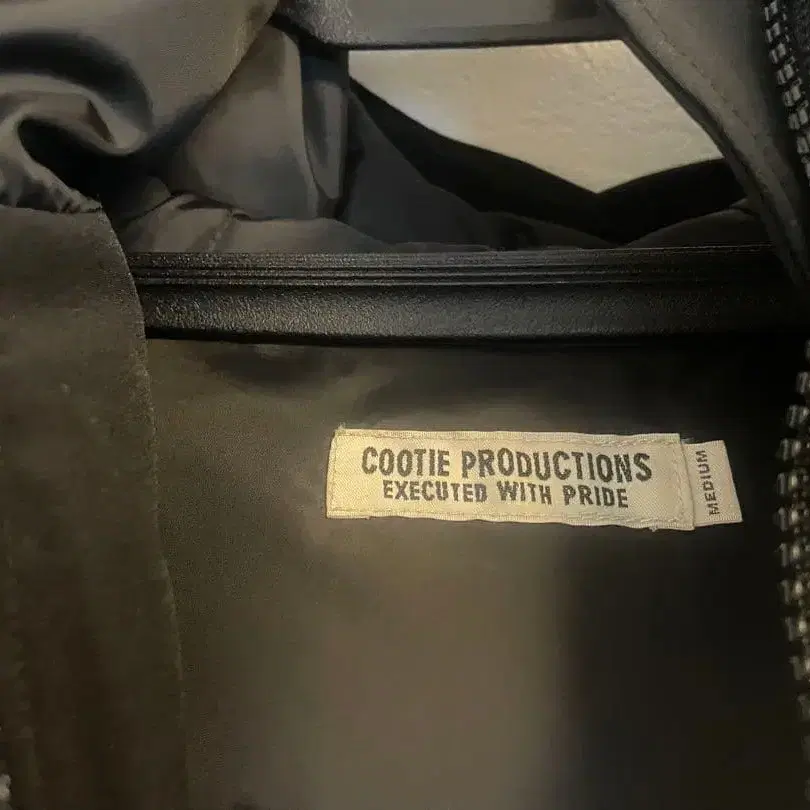 COOTIE PRODUCTIONS
EXECUTED WITH PRIDE
MEDIUM